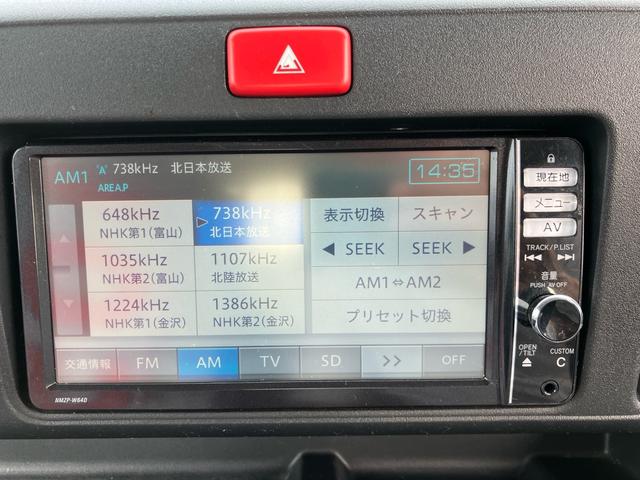 AM1 "A" 738kHz 北日本放送 14:35
AREA.P
648kHz
NHK第1(富山)
738kHz
北日本放送
1035kHz
NHK第2(富山)
1107kHz
北陸放送
1224kHz
NHK第1(金沢)
1386kHz
NHK第2(金沢)
表示切換
スキャン
◀ SEEK
SEEK ▶
AM1⇔AM2
プリセット切換
交通情報 FM AM TV SD >> OFF
NMZP-W64D
現在地
メニュー
AV
TRACK/P.LIST
音量
PUSH AV-OFF
OPEN
/TILT
CUSTOM
C